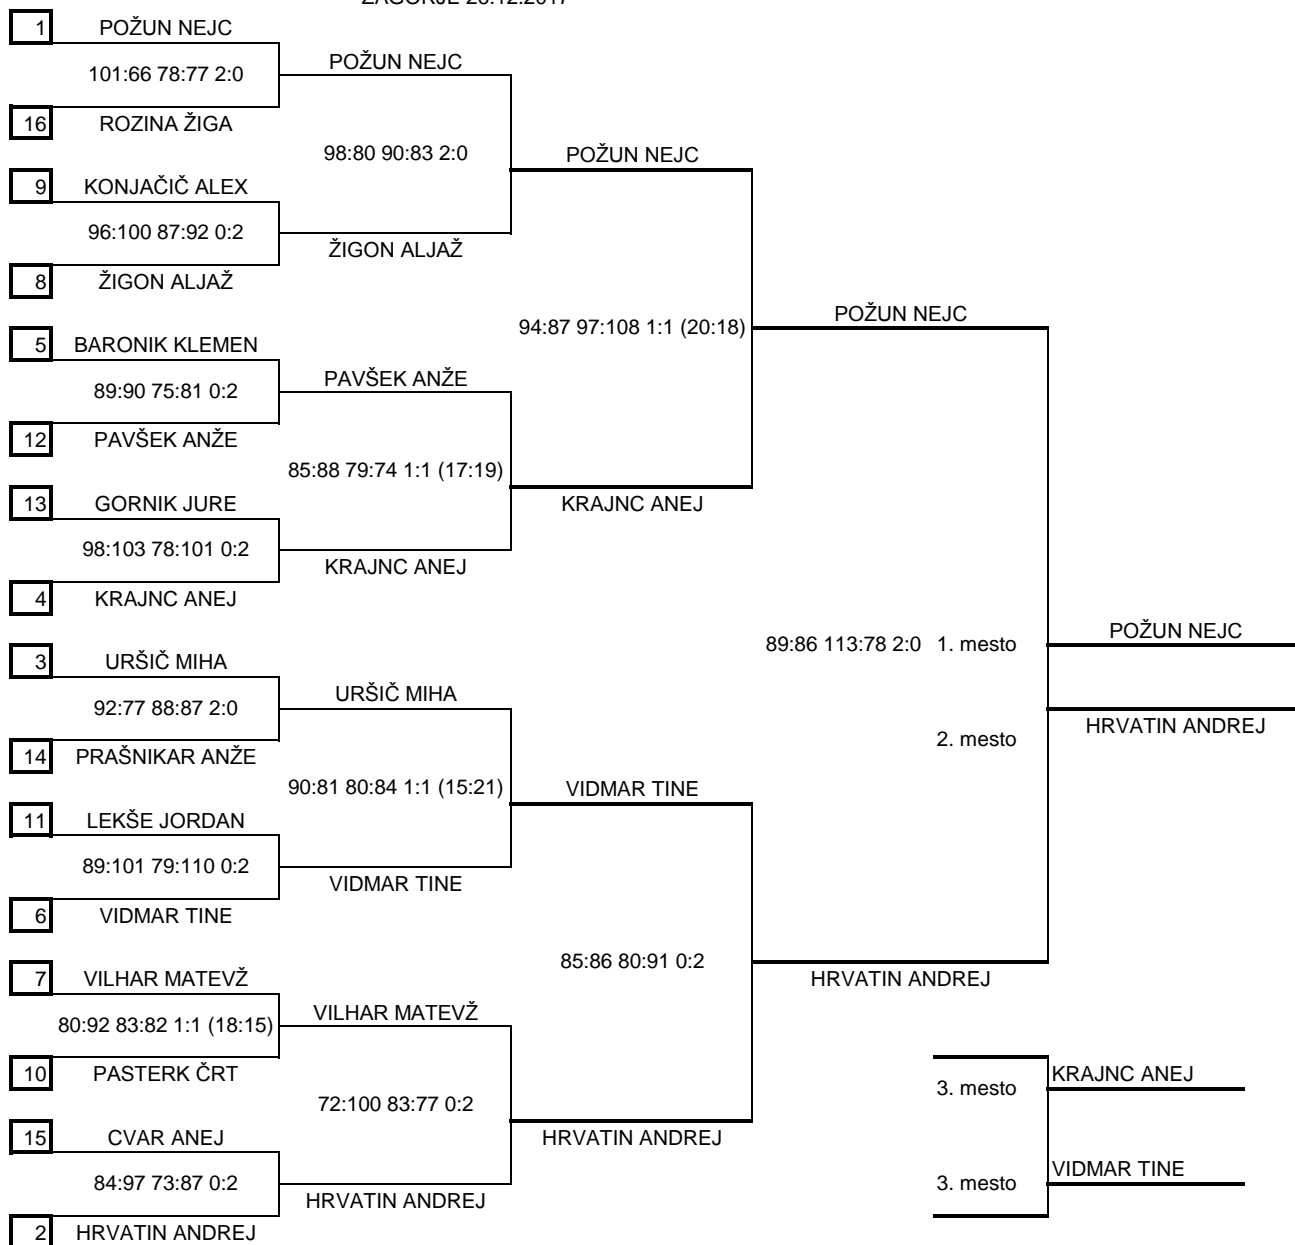 1 POŽUN NEJC
101:66 78:77 2:0
POŽUN NEJC
16 ROZINA ŽIGA
98:80 90:83 2:0
POŽUN NEJC
9 KONJAČIČ ALEX
96:100 87:92 0:2
ŽIGON ALJAŽ
8 ŽIGON ALJAŽ
94:87 97:108 1:1 (20:18)
POŽUN NEJC
5 BARONIK KLEMEN
89:90 75:81 0:2
PAVŠEK ANŽE
12 PAVŠEK ANŽE
85:88 79:74 1:1 (17:19)
KRAJNC ANEJ
13 GORNIK JURE
98:103 78:101 0:2
KRAJNC ANEJ
4 KRAJNC ANEJ
89:86 113:78 2:0 1. mesto
POŽUN NEJC
3 URŠIČ MIHA
92:77 88:87 2:0
URŠIČ MIHA
2. mesto
HRVATIN ANDREJ
14 PRAŠNIKAR ANŽE
90:81 80:84 1:1 (15:21)
VIDMAR TINE
11 LEKŠE JORDAN
89:101 79:110 0:2
VIDMAR TINE
6 VIDMAR TINE
85:86 80:91 0:2
HRVATIN ANDREJ
7 VILHAR MATEVŽ
80:92 83:82 1:1 (18:15)
VILHAR MATEVŽ
10 PASTERK ČRT
3. mesto
KRAJNC ANEJ
72:100 83:77 0:2
HRVATIN ANDREJ
15 CVAR ANEJ
84:97 73:87 0:2
HRVATIN ANDREJ
3. mesto
VIDMAR TINE
2 HRVATIN ANDREJ